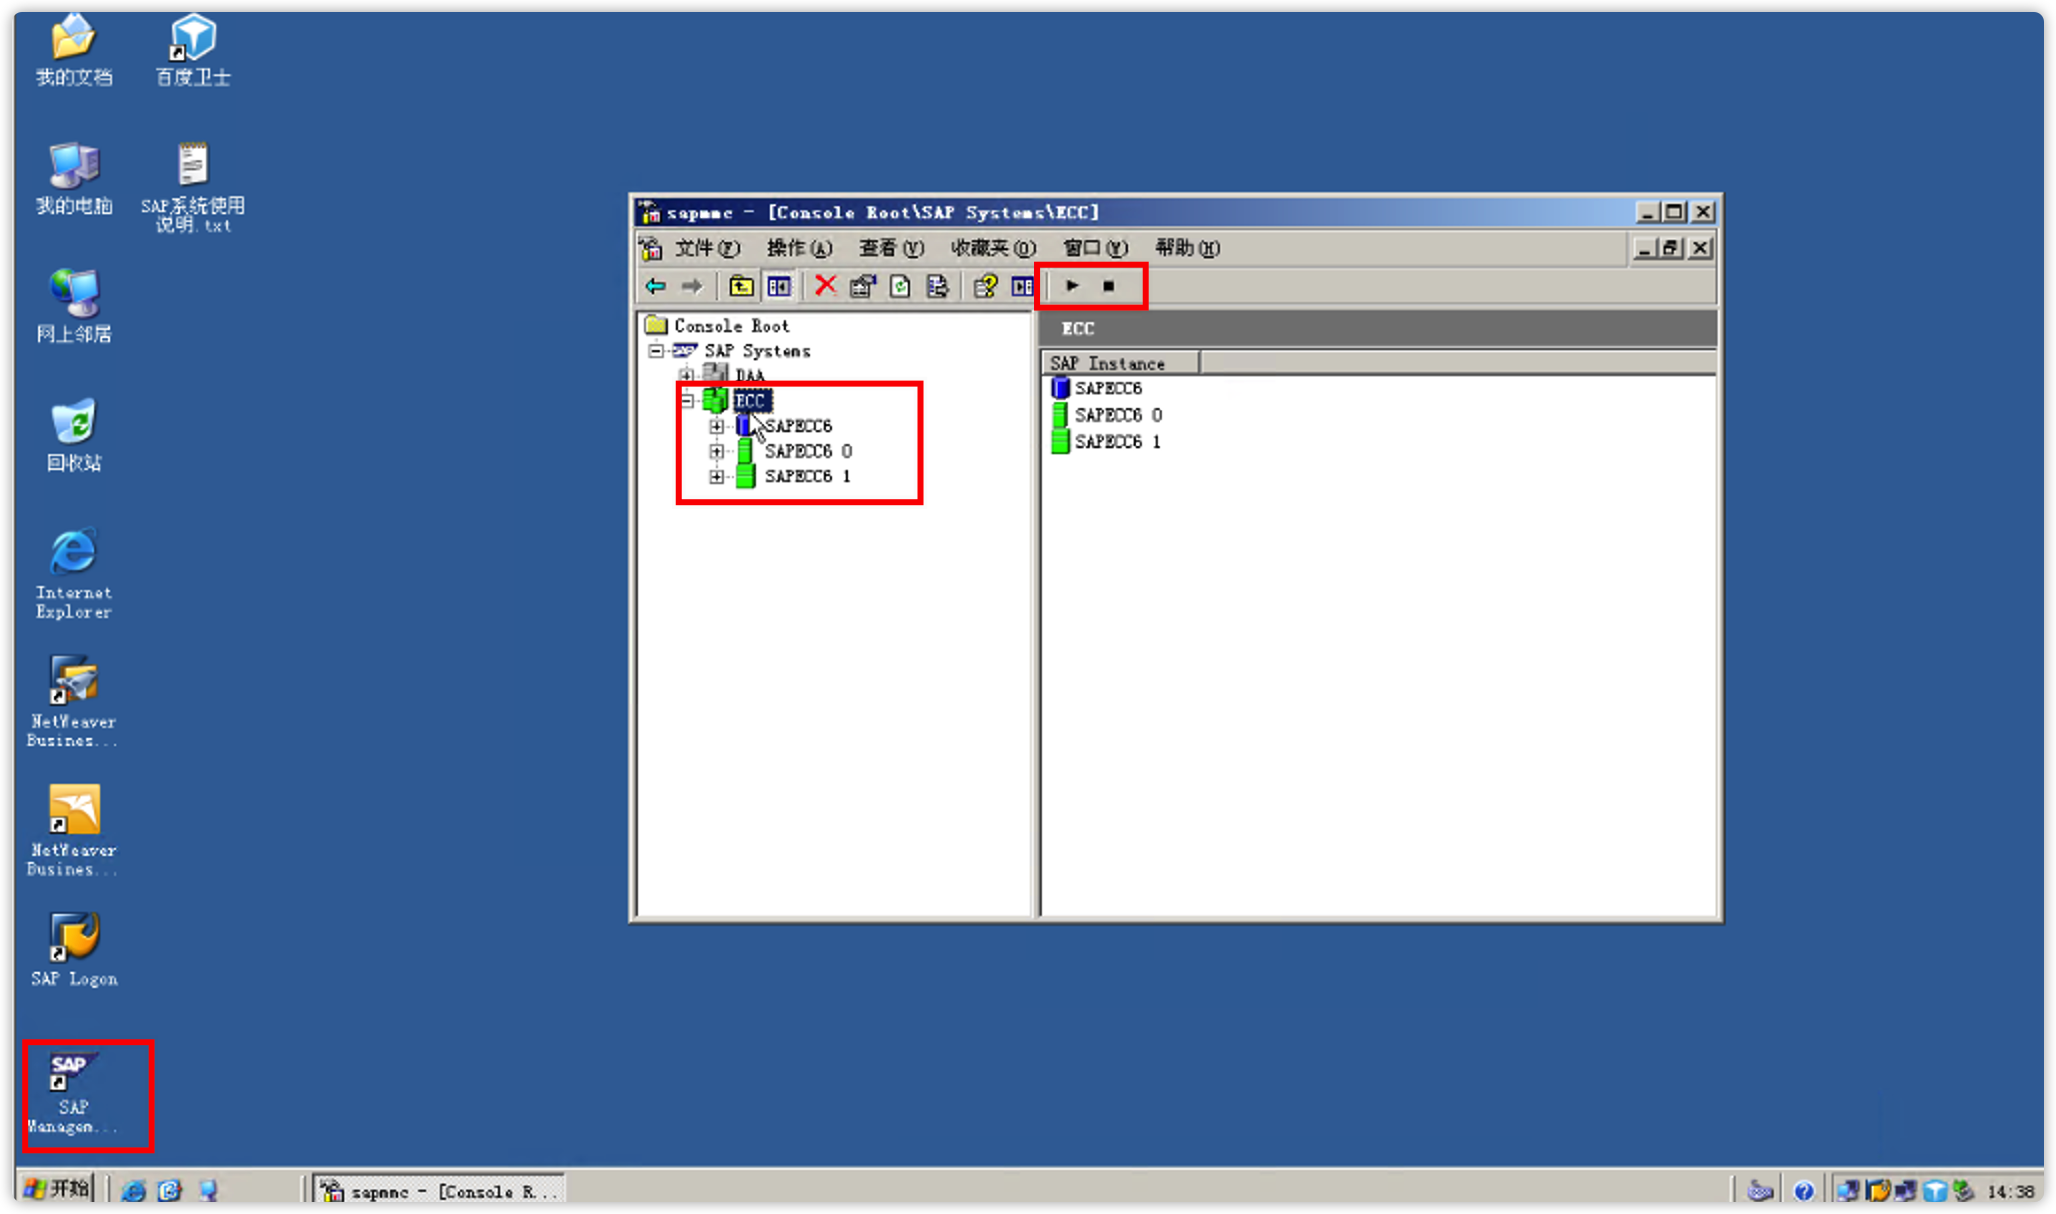 我的文档
百度卫士
我的电脑
SAP系统使用
说明.txt
网上邻居
回收站
Internet
Explorer
NetWeaver
Busines...
NetWeaver
Busines...
SAP Logon
SAP
SAP
Managem...
sapmmc - [Console Root\SAP Systems\ECC]
文件(F) 操作(A) 查看(V) 收藏夹(O) 窗口(W) 帮助(H)
Console Root
SAP Systems
DAA
ECC
SAPECC6
SAPECC6 0
SAPECC6 1
ECC
SAP Instance
SAPECC6
SAPECC6 0
SAPECC6 1
开始
sapmmc - [Console R...
14:38